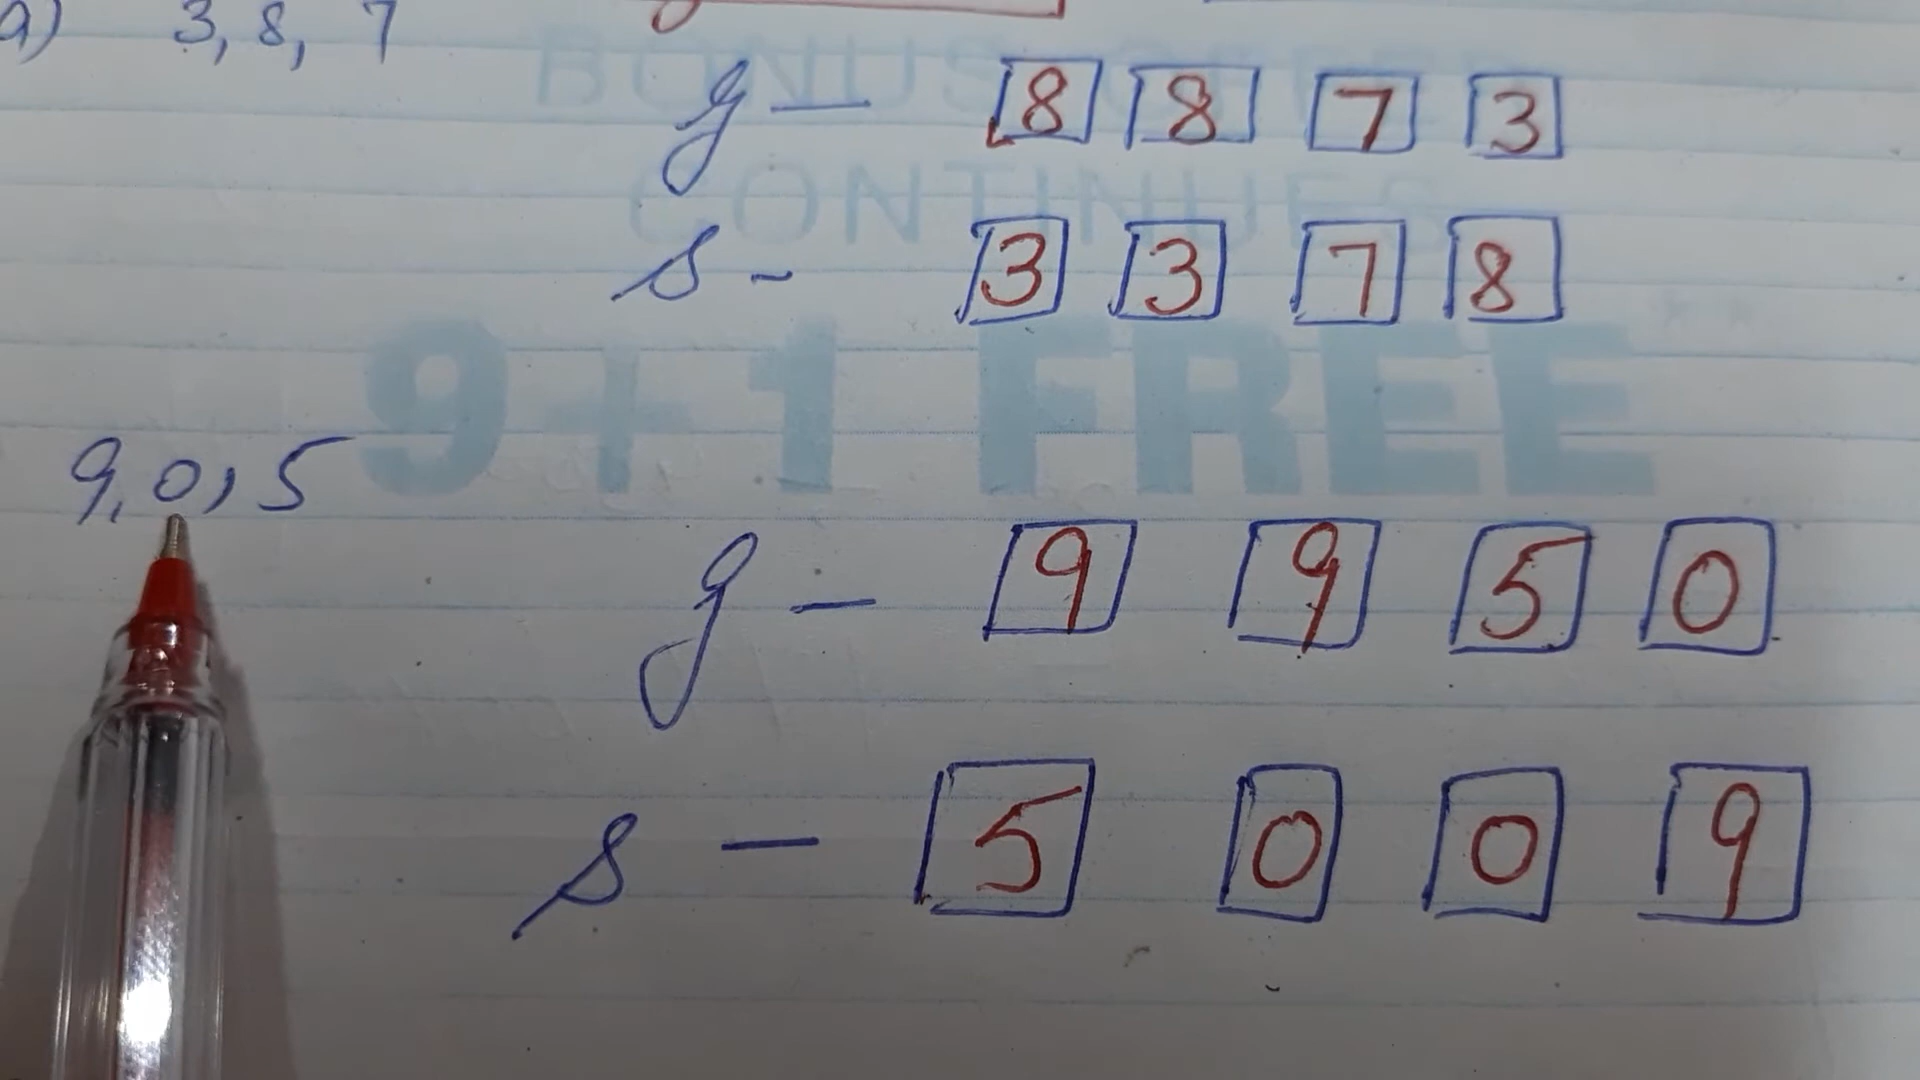 a) 3, 8, 7
BONUS OFFER
g — 8 8 7 3
CONTINUES
s - 3 3 7 8
9+1 FREE
9, 0, 5
g — 9 9 5 0
s — 5 0 0 9